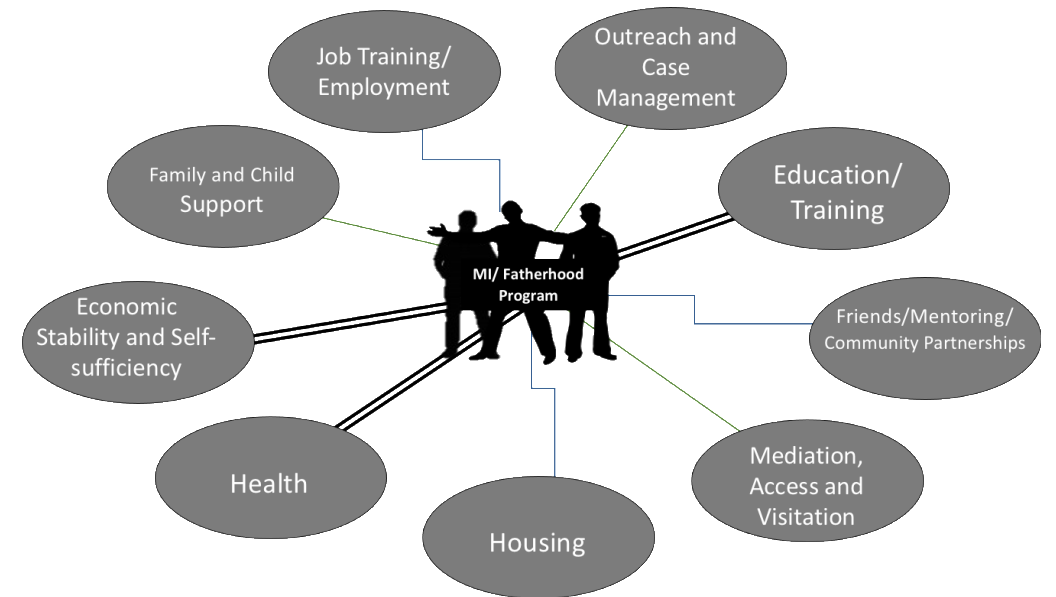 Job Training/
Employment
Outreach and
Case
Management
Family and Child
Support
Education/
Training
MI/ Fatherhood
Program
Economic
Stability and Self-
sufficiency
Friends/Mentoring/
Community Partnerships
Health
Mediation,
Access and
Visitation
Housing